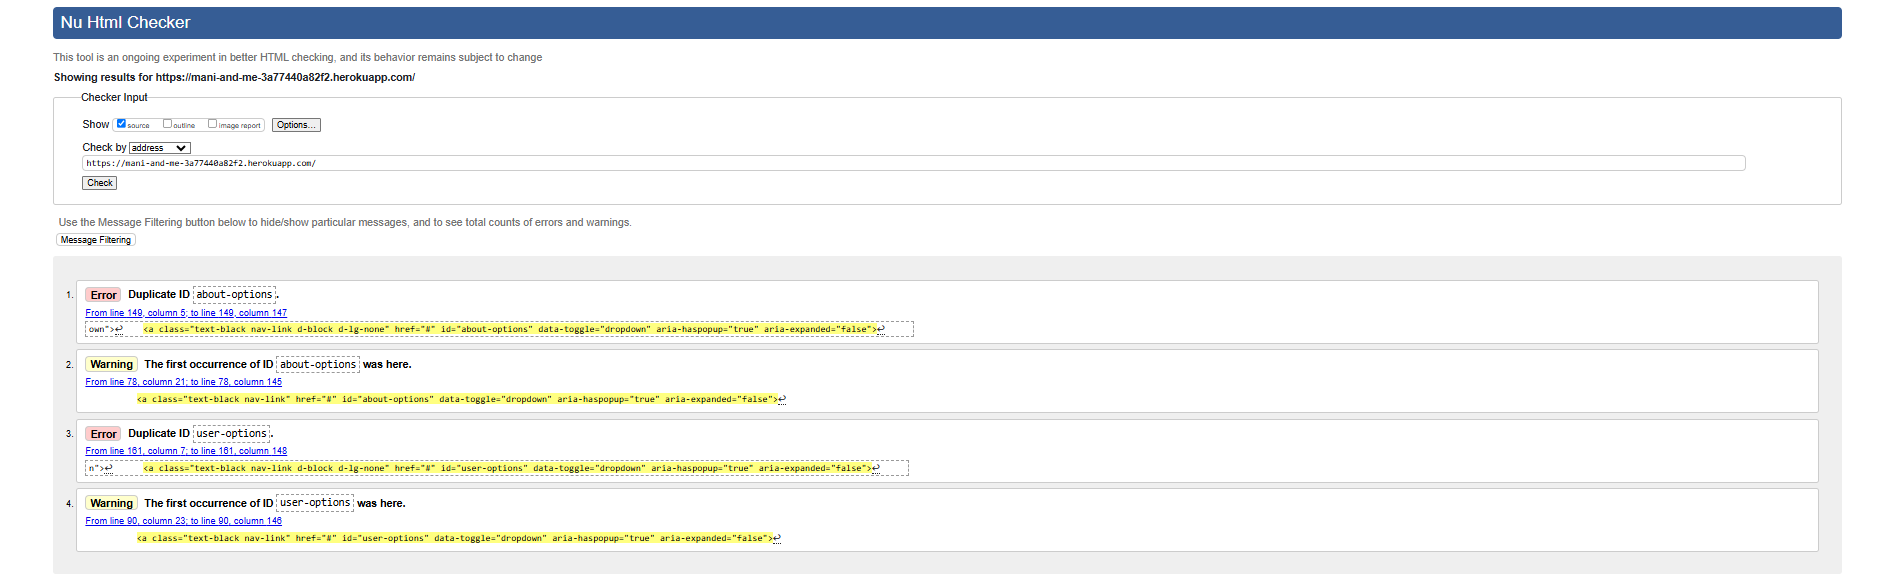 Nu Html Checker
This tool is an ongoing experiment in better HTML checking, and its behavior remains subject to change
Showing results for https://mani-and-me-3a77440a82f2.herokuapp.com/
Checker Input
Show source outline image report Options...
Check by address
https://mani-and-me-3a77440a82f2.herokuapp.com/
Check
Use the Message Filtering button below to hide/show particular messages, and to see total counts of errors and warnings.
Message Filtering
1. Error Duplicate ID about-options.
From line 149, column 5; to line 149, column 147
own">↩ <a class="text-black nav-link d-block d-lg-none" href="#" id="about-options" data-toggle="dropdown" aria-haspopup="true" aria-expanded="false">↩
2. Warning The first occurrence of ID about-options was here.
From line 78, column 21; to line 78, column 145
<a class="text-black nav-link" href="#" id="about-options" data-toggle="dropdown" aria-haspopup="true" aria-expanded="false">↩
3. Error Duplicate ID user-options.
From line 161, column 7; to line 161, column 148
n">↩ <a class="text-black nav-link d-block d-lg-none" href="#" id="user-options" data-toggle="dropdown" aria-haspopup="true" aria-expanded="false">↩
4. Warning The first occurrence of ID user-options was here.
From line 90, column 23; to line 90, column 146
<a class="text-black nav-link" href="#" id="user-options" data-toggle="dropdown" aria-haspopup="true" aria-expanded="false">↩